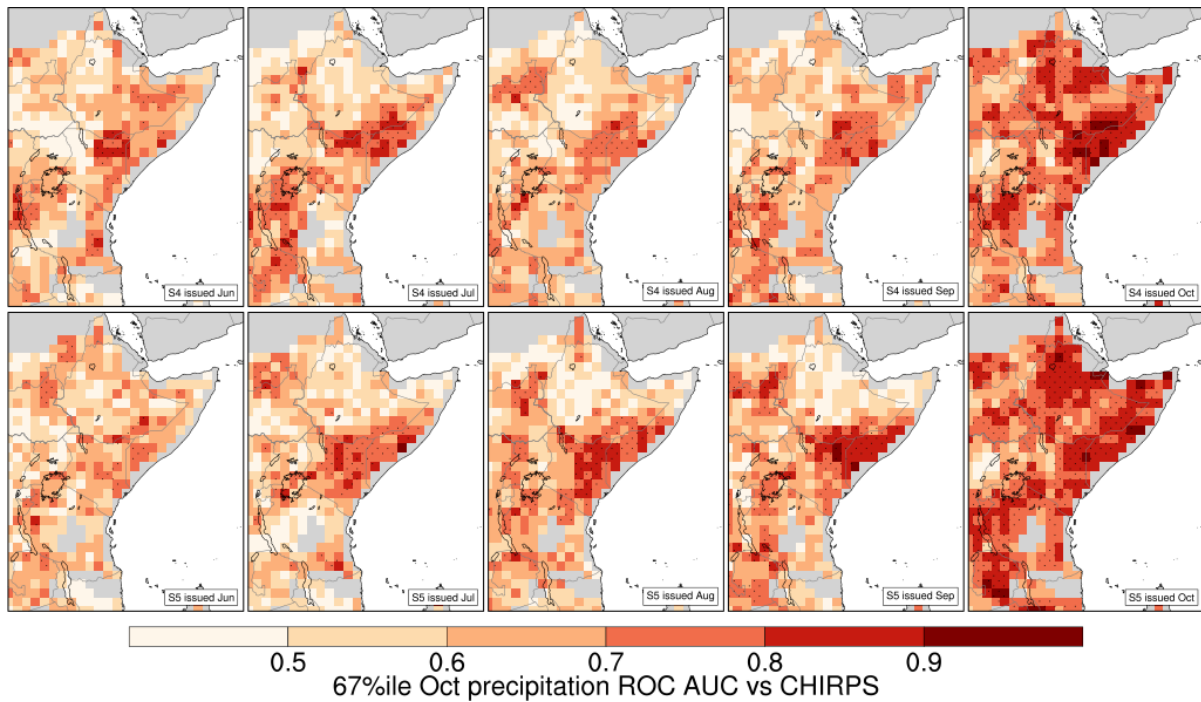 S4 issued Jun
S4 issued Jul
S4 issued Aug
S4 issued Sep
S4 issued Oct
S5 issued Jun
S5 issued Jul
S5 issued Aug
S5 issued Sep
S5 issued Oct
0.5 0.6 0.7 0.8 0.9
67%ile Oct precipitation ROC AUC vs CHIRPS